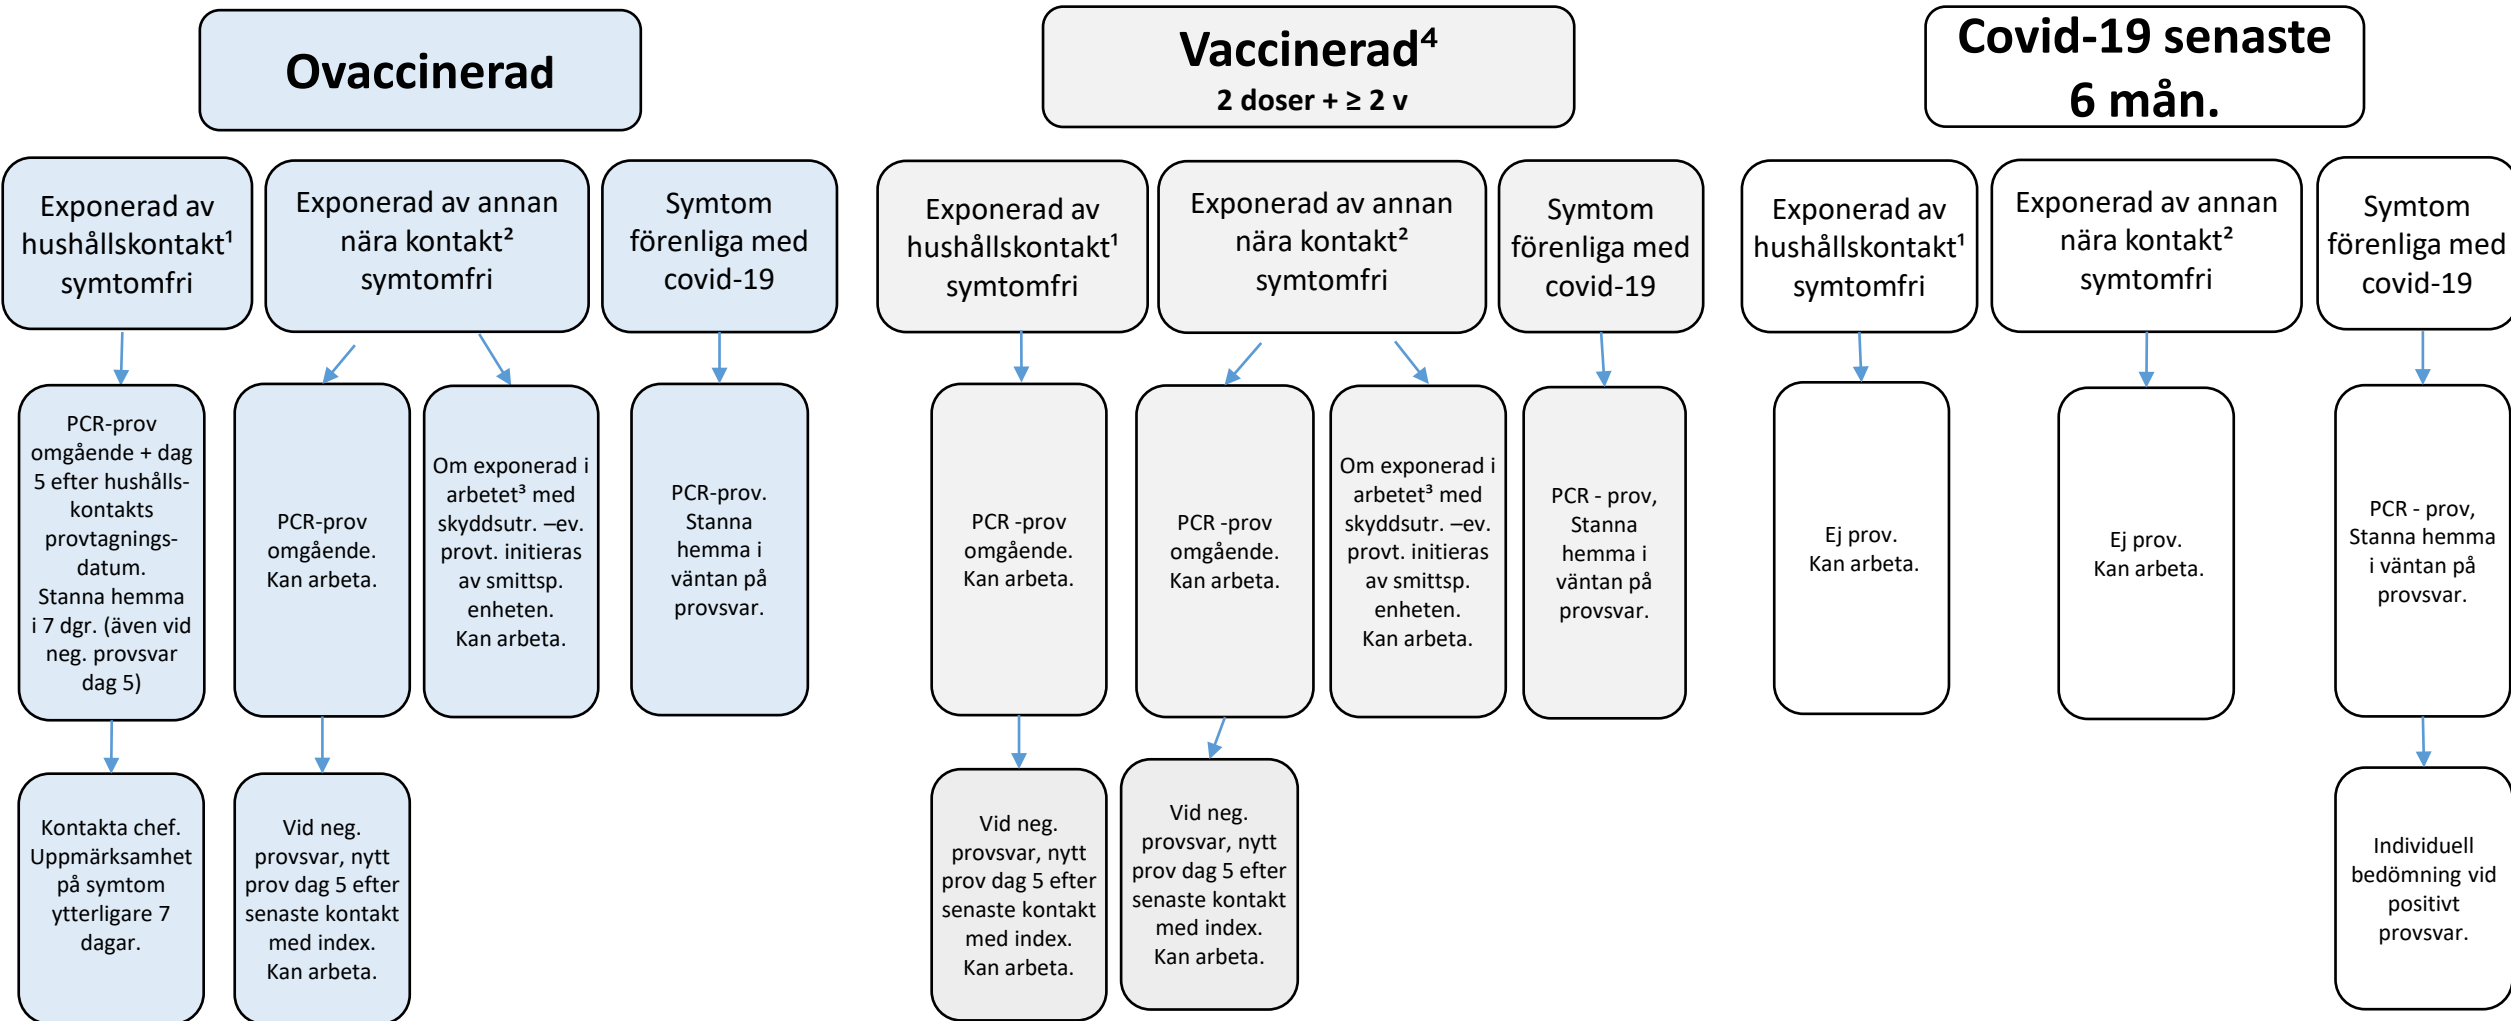 Ovaccinerad
Vaccinerad⁴
2 doser + ≥ 2 v
Covid-19 senaste
6 mån.
Exponerad av
hushållskontakt¹
symtomfri
Exponerad av annan
nära kontakt²
symtomfri
Symtom
förenliga med
covid-19
Exponerad av
hushållskontakt¹
symtomfri
Exponerad av annan
nära kontakt²
symtomfri
Symtom
förenliga med
covid-19
Exponerad av
hushållskontakt¹
symtomfri
Exponerad av annan
nära kontakt²
symtomfri
Symtom
förenliga med
covid-19
PCR-prov
omgående + dag
5 efter hushålls-
kontakts
provtagnings-
datum.
Stanna hemma
i 7 dgr. (även vid
neg. provsvar
dag 5)
PCR-prov
omgående.
Kan arbeta.
Om exponerad i
arbetet³ med
skyddsutr. –ev.
provt. initieras
av smittsp.
enheten.
Kan arbeta.
PCR-prov.
Stanna
hemma i
väntan på
provsvar.
PCR -prov
omgående.
Kan arbeta.
PCR -prov
omgående.
Kan arbeta.
Om exponerad i
arbetet³ med
skyddsutr. –ev.
provt. initieras
av smittsp.
enheten.
Kan arbeta.
PCR - prov,
Stanna
hemma i
väntan på
provsvar.
Ej prov.
Kan arbeta.
Ej prov.
Kan arbeta.
PCR - prov,
Stanna hemma
i väntan på
provsvar.
Kontakta chef.
Uppmärksamhet
på symtom
ytterligare 7
dagar.
Vid neg.
provsvar, nytt
prov dag 5 efter
senaste kontakt
med index.
Kan arbeta.
Vid neg.
provsvar, nytt
prov dag 5 efter
senaste kontakt
med index.
Kan arbeta.
Vid neg.
provsvar, nytt
prov dag 5 efter
senaste kontakt
med index.
Kan arbeta.
Individuell
bedömning vid
positivt
provsvar.